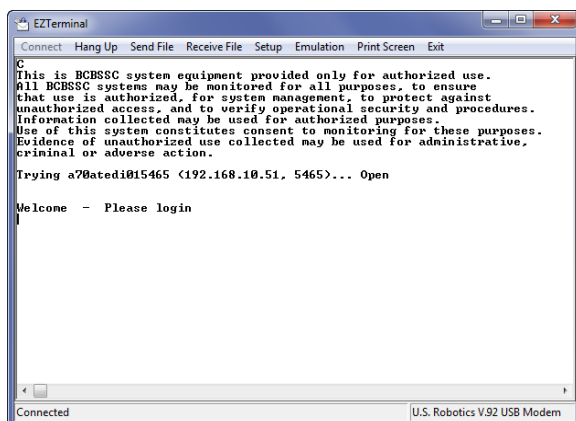 EZTerminal
Connect Hang Up Send File Receive File Setup Emulation Print Screen Exit
C
This is BCBSSC system equipment provided only for authorized use.
All BCBSSC systems may be monitored for all purposes, to ensure
that use is authorized, for system management, to protect against
unauthorized access, and to verify operational security and procedures.
Information collected may be used for authorized purposes.
Use of this system constitutes consent to monitoring for these purposes.
Evidence of unauthorized use collected may be used for administrative,
criminal or adverse action.
Trying a70atedi015465 (192.168.10.51, 5465)... Open
Welcome - Please login
Connected U.S. Robotics V.92 USB Modem